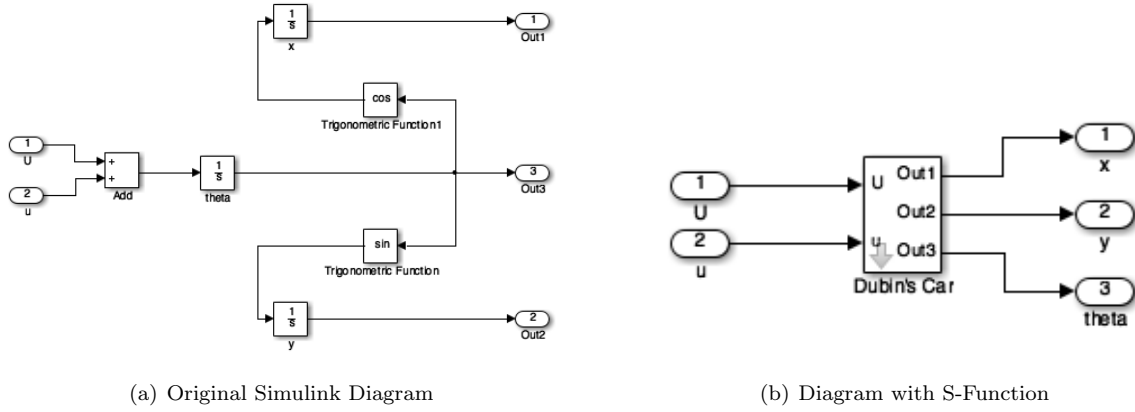 1
s
x
1
Out1
cos
Trigonometric Function1
1
U
2
u
+
+
Add
1
s
theta
3
Out3
sin
Trigonometric Function
1
s
y
2
Out2
(a) Original Simulink Diagram
1
U
2
u
U
u
Out1
Out2
Out3
Dubin's Car
1
x
2
y
3
theta
(b) Diagram with S-Function